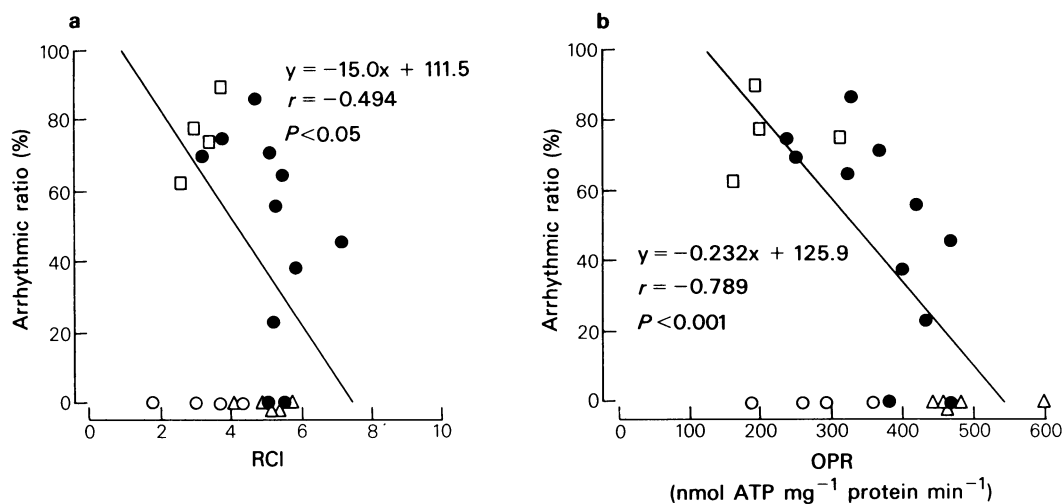 a
100
80
60
40
20
0
Arrhythmic ratio (%)
y = −15.0x + 111.5
r = −0.494
P<0.05
0 2 4 6 8 10
RCI
b
100
80
60
40
20
0
Arrhythmic ratio (%)
y = −0.232x + 125.9
r = −0.789
P<0.001
0 100 200 300 400 500 600
OPR
(nmol ATP mg⁻¹ protein min⁻¹)